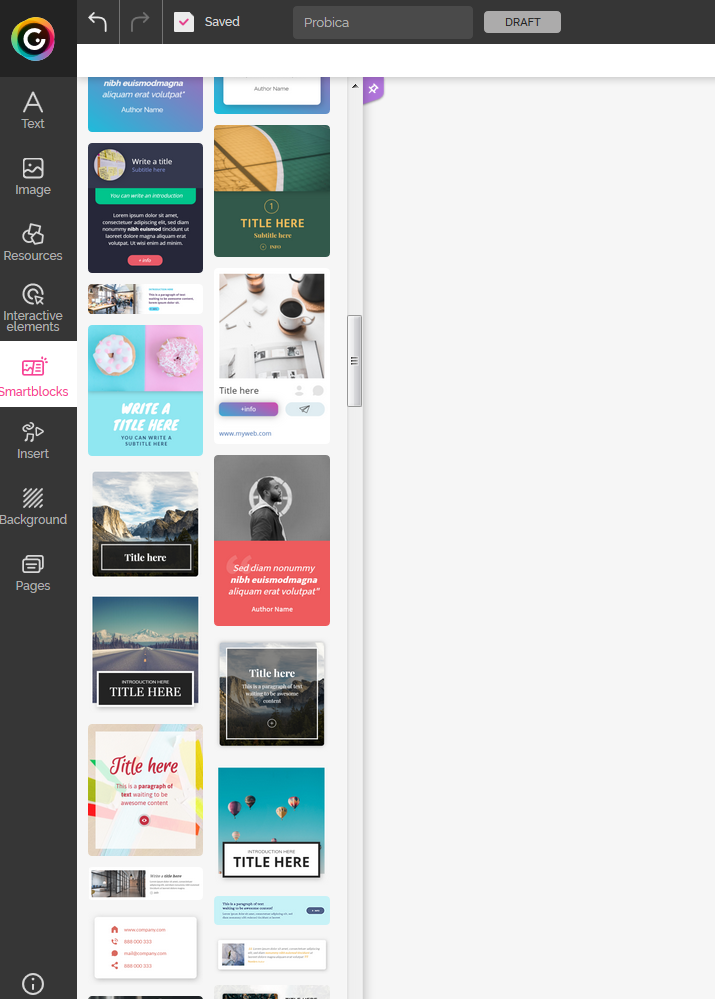 Saved
Probica
DRAFT
Text
Image
Resources
Interactive
elements
Smartblocks
Insert
Background
Pages
nibh euismodmagna
aliquam erat volutpat"
Author Name
Write a title
Subtitle here
You can write an introduction
Lorem ipsum dolor sit amet,
consectetuer adipiscing elit, sed diam
nonummy nibh euismod tincidunt ut
laoreet dolore magna aliquam erat
volutpat. Ut wisi enim ad minim.
+ info
INTRODUCTION HERE
This is a paragraph of text
waiting to be awesome content.
lorem ipsum dolor sit
WRITE A
TITLE HERE
YOU CAN WRITE A
SUBTITLE HERE
Title here
INTRODUCTION HERE
TITLE HERE
Title here
This is a paragraph of
text waiting to be
awesome content
Write a title here
www.company.com
888 000 333
mail@company.com
888 000 333
Author Name
1
TITLE HERE
Subtitle here
INFO
Title here
+info
www.myweb.com
"Sed diam nonummy
nibh euismodmagna
aliquam erat volutpat"
Author Name
Title here
This is a paragraph of text
waiting to be awesome
content
INTRODUCTION HERE
TITLE HERE
This is a paragraph of text
waiting to be awesome content!